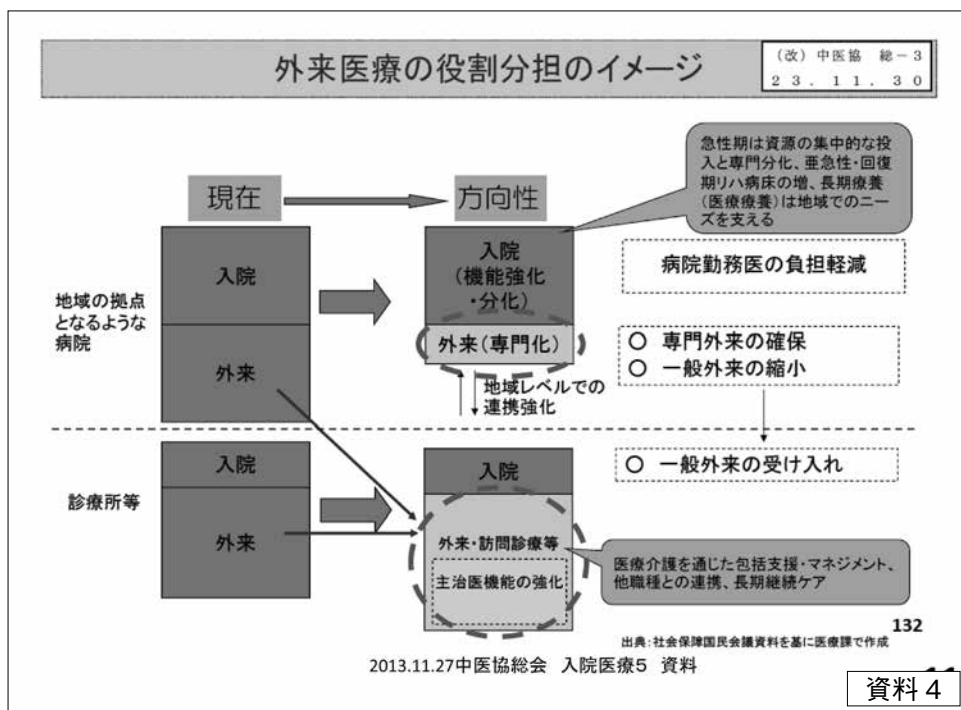 外来医療の役割分担のイメージ
(改) 中医協 総-3
23.11.30
急性期は資源の集中的な投
入と専門分化、亜急性・回復
期リハ病床の増、長期療養
(医療療養)は地域でのニー
ズを支える
現在
方向性
地域の拠点
となるような
病院
入院
外来
入院
(機能強化
・分化)
外来(専門化)
病院勤務医の負担軽減
○ 専門外来の確保
○ 一般外来の縮小
地域レベルでの
連携強化
診療所等
入院
外来
入院
外来・訪問診療等
主治医機能の強化
○ 一般外来の受け入れ
医療介護を通じた包括支援・マネジメント、
他職種との連携、長期継続ケア
132
出典:社会保障国民会議資料を基に医療課で作成
2013.11.27中医協総会 入院医療5 資料
資料4